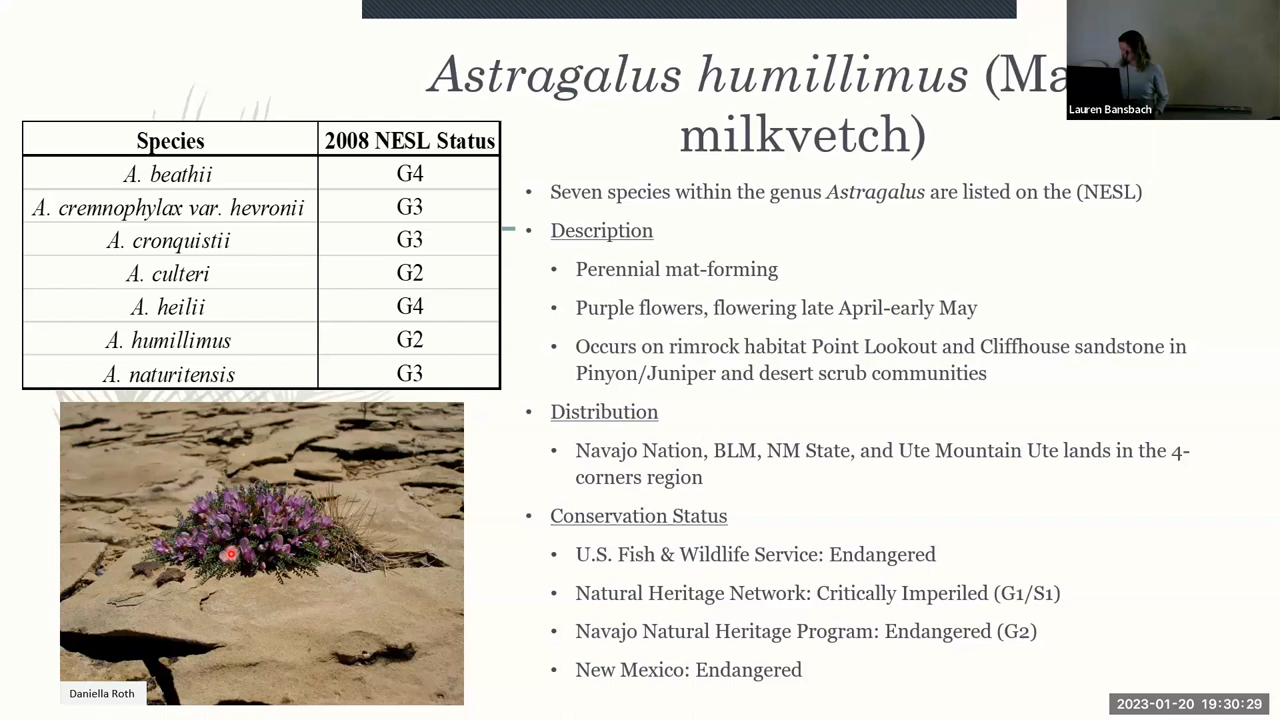 Astragalus humillimus (Ma
milkvetch)
Lauren Bansbach
Species 2008 NESL Status
A. beathii G4
A. cremnophylax var. hevronii G3
A. cronquistii G3
A. culteri G2
A. heilii G4
A. humillimus G2
A. naturitensis G3
• Seven species within the genus Astragalus are listed on the (NESL)
• Description
• Perennial mat-forming
• Purple flowers, flowering late April-early May
• Occurs on rimrock habitat Point Lookout and Cliffhouse sandstone in
Pinyon/Juniper and desert scrub communities
• Distribution
• Navajo Nation, BLM, NM State, and Ute Mountain Ute lands in the 4-
corners region
• Conservation Status
• U.S. Fish & Wildlife Service: Endangered
• Natural Heritage Network: Critically Imperiled (G1/S1)
• Navajo Natural Heritage Program: Endangered (G2)
• New Mexico: Endangered
Daniella Roth
2023-01-20 19:30:29